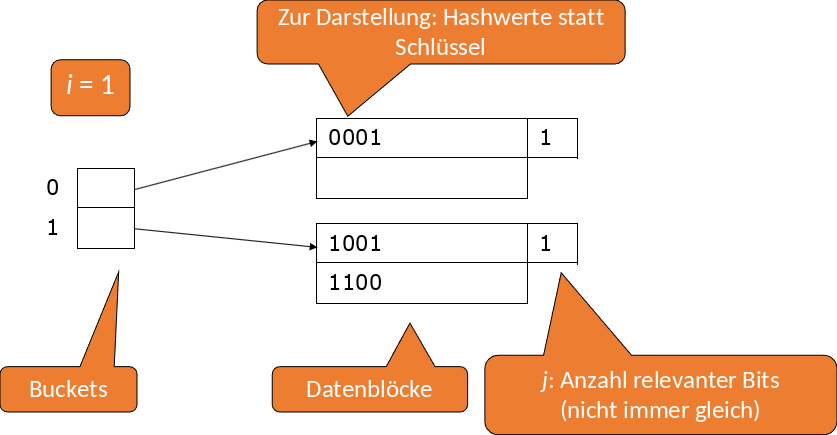 Zur Darstellung: Hashwerte statt
Schlüssel
i = 1
0001 1
0
1
1001 1
1100
Buckets
Datenblöcke
j: Anzahl relevanter Bits
(nicht immer gleich)